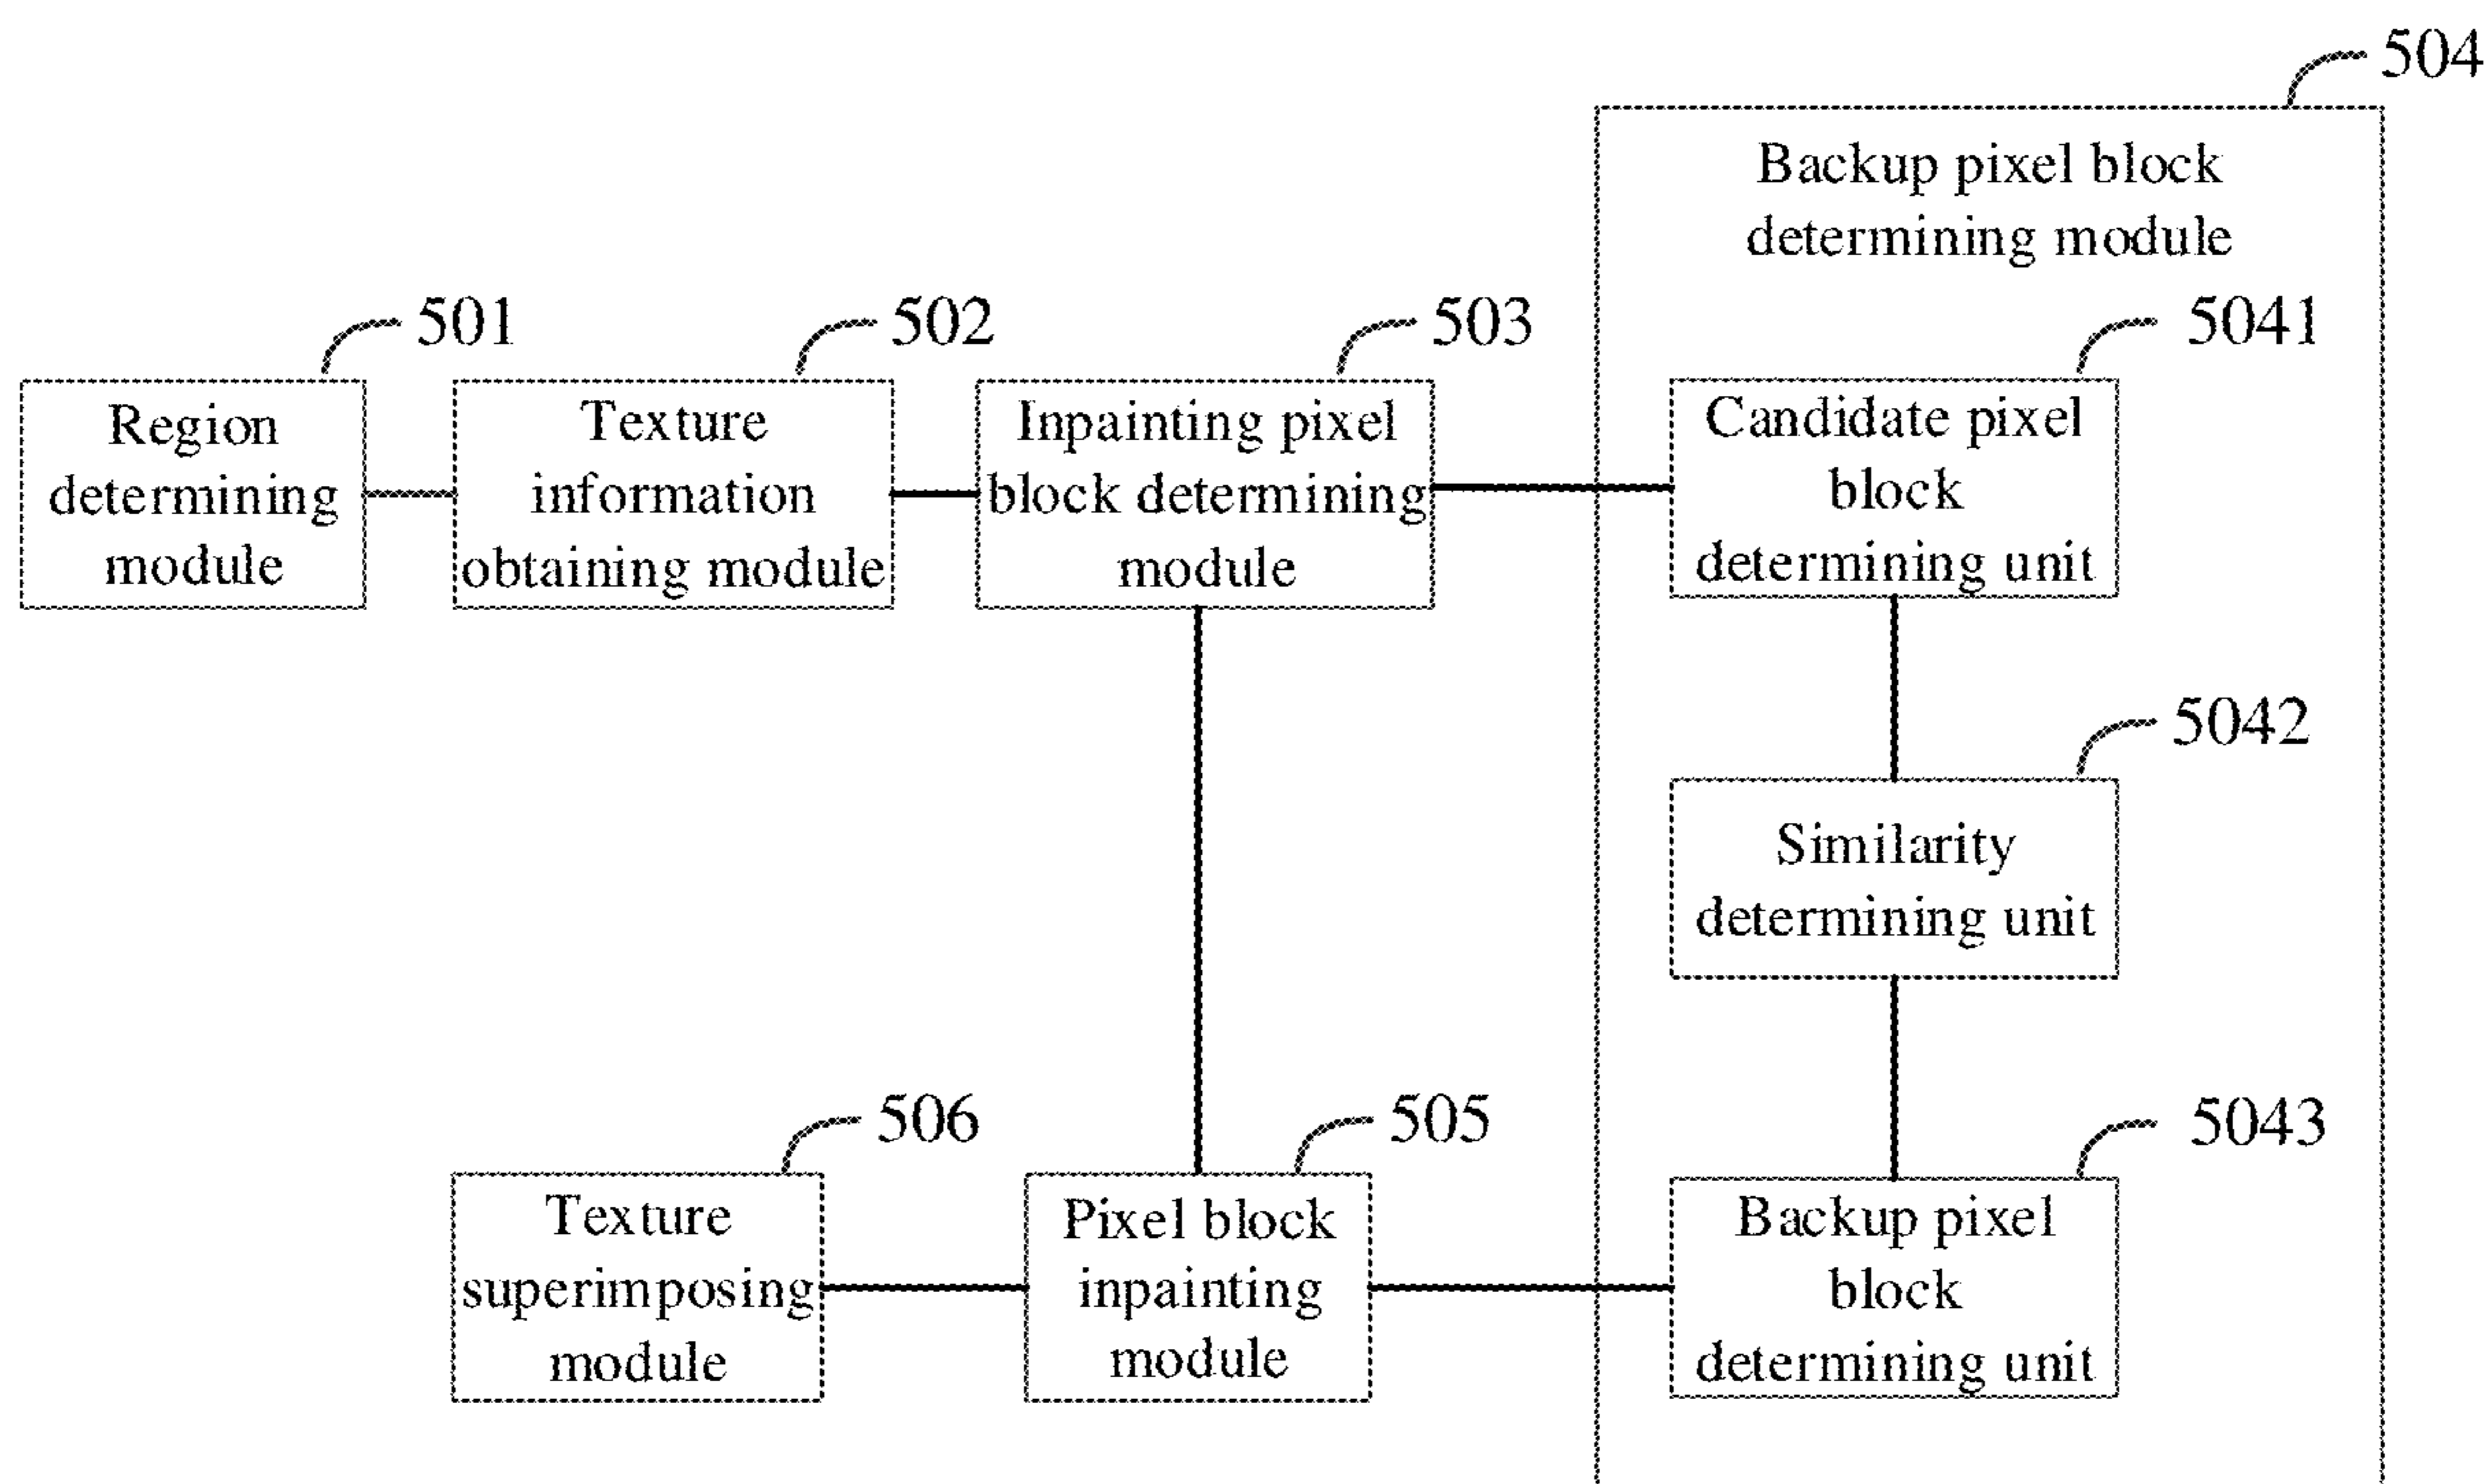 504
Backup pixel block
determining module
501
502
503
5041
Region
determining
module
Texture
information
obtaining module
Inpainting pixel
block determining
module
Candidate pixel
block
determining unit
5042
Similarity
determining unit
506
505
5043
Texture
superimposing
module
Pixel block
inpainting
module
Backup pixel
block
determining unit